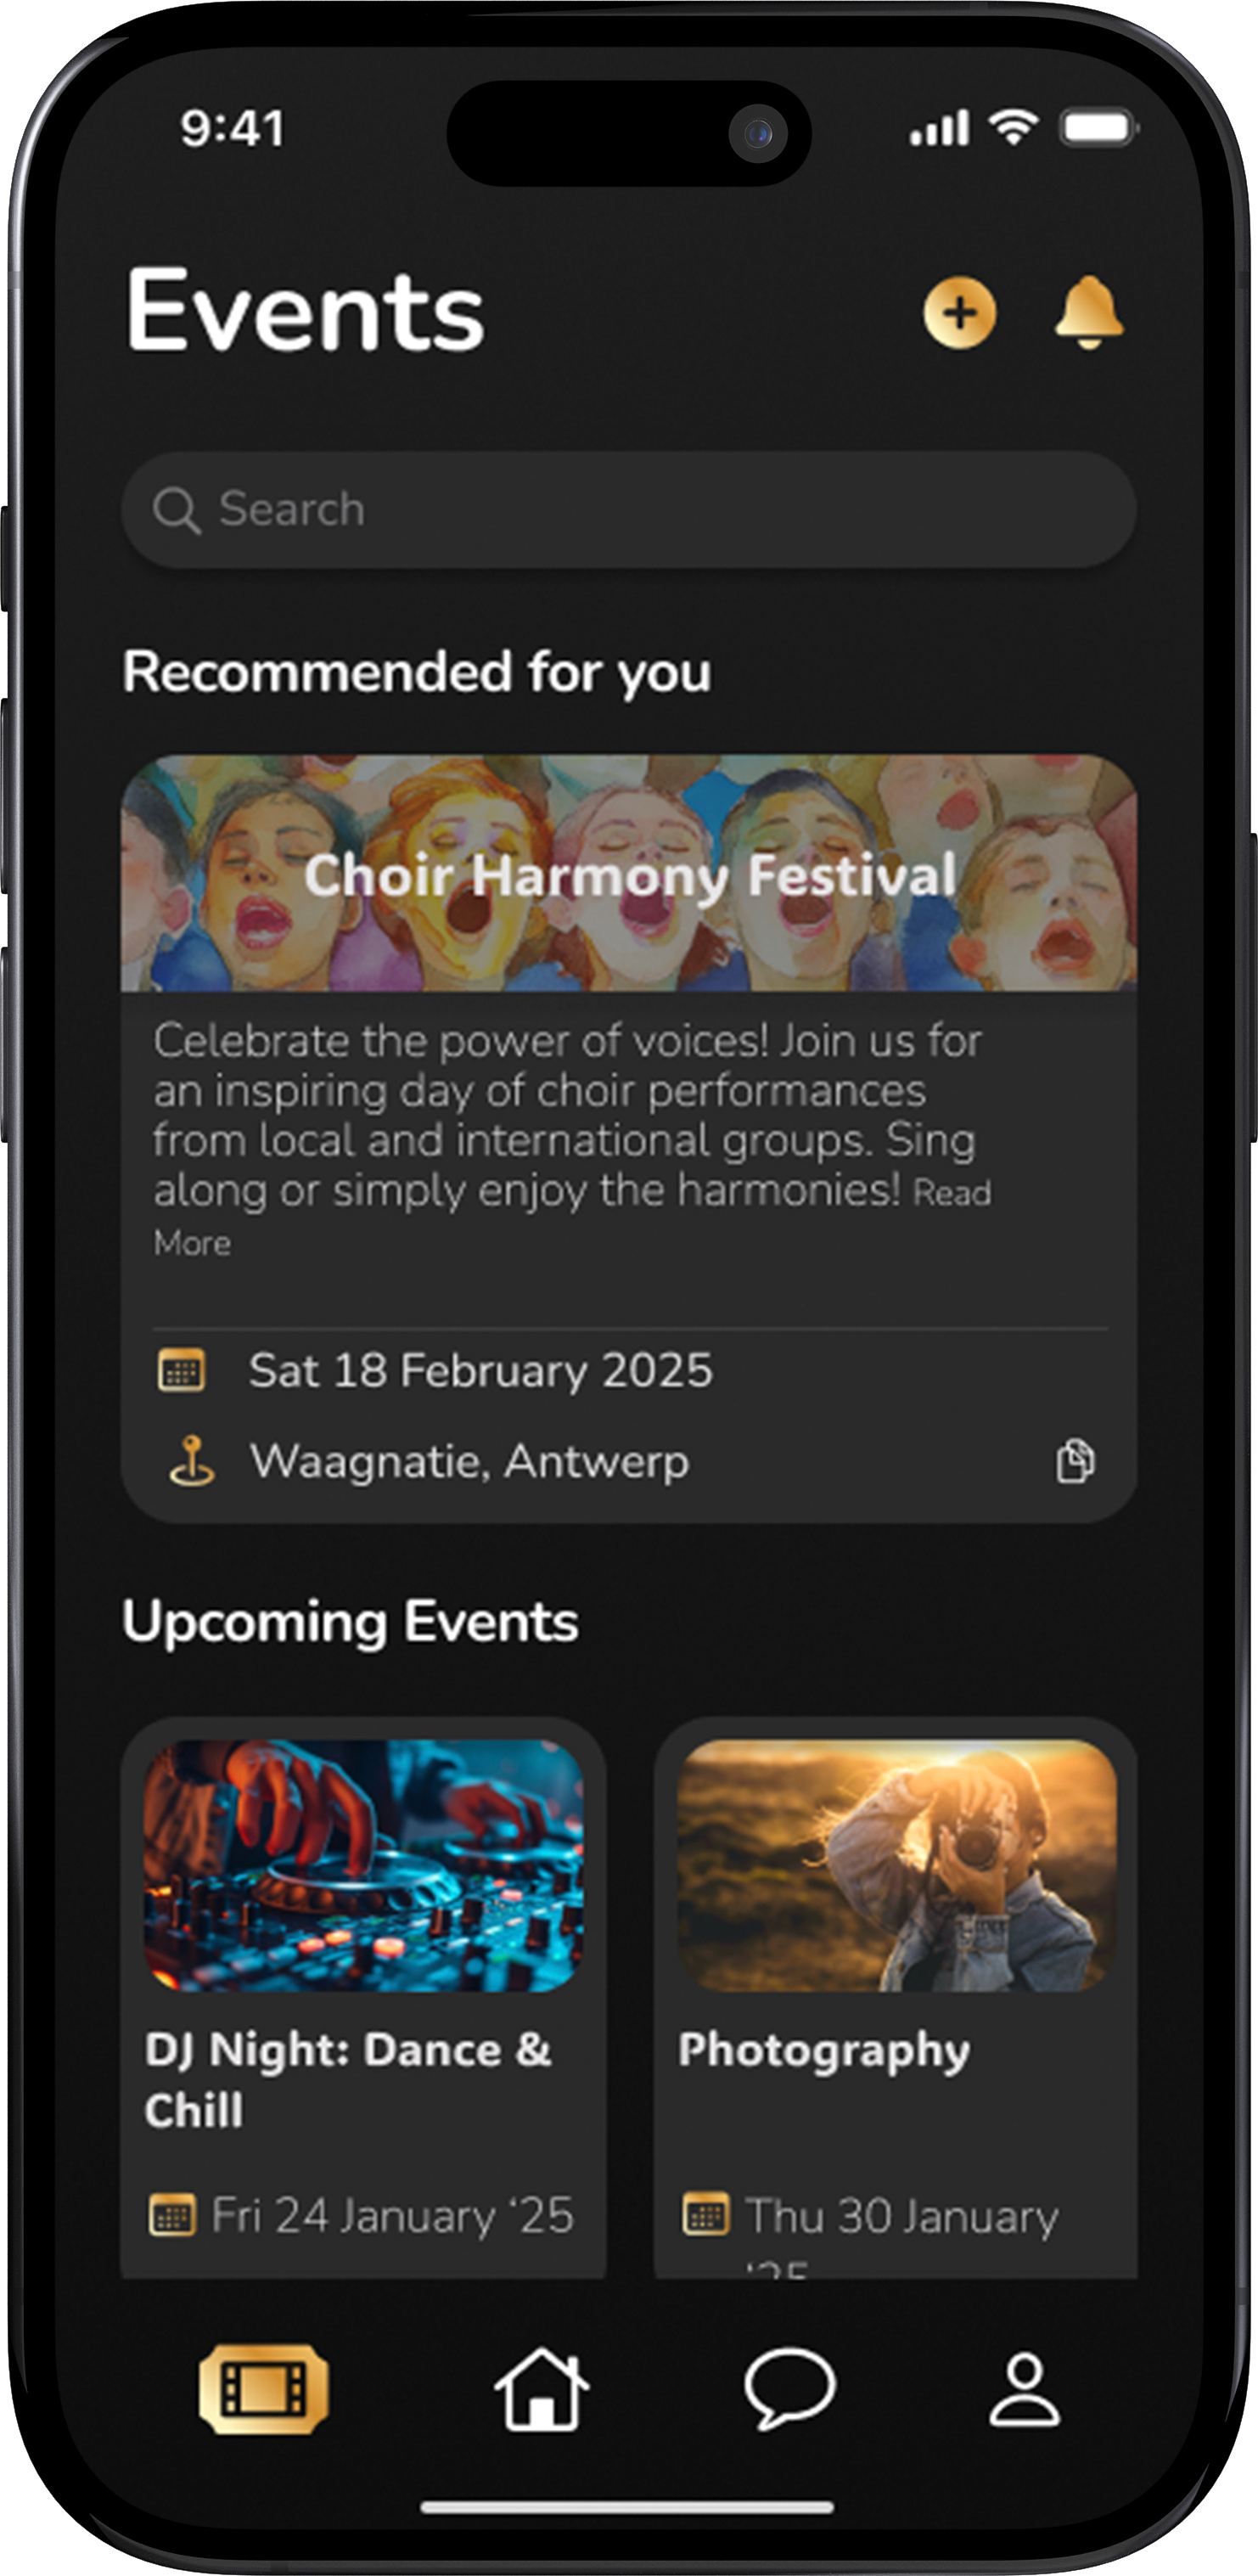 9:41
Events
Search
Recommended for you
Choir Harmony Festival
Celebrate the power of voices! Join us for
an inspiring day of choir performances
from local and international groups. Sing
along or simply enjoy the harmonies! Read
More
Sat 18 February 2025
Waagnatie, Antwerp
Upcoming Events
DJ Night: Dance &
Chill
Fri 24 January ‘25
Photography
Thu 30 January
‘25